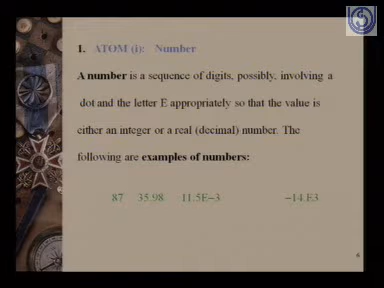 1. ATOM (i): Number
A number is a sequence of digits, possibly, involving a
dot and the letter E appropriately so that the value is
either an integer or a real (decimal) number. The
following are examples of numbers:
87 35.98 11.5E−3 −14.E3